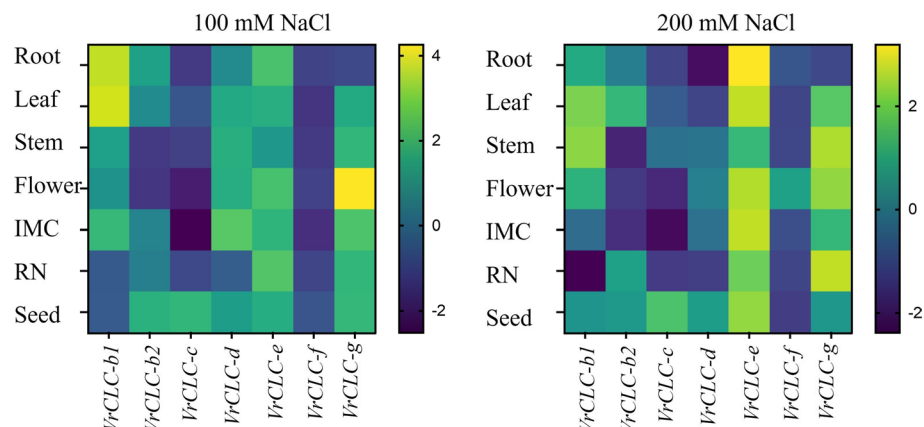 100 mM NaCl
Root
Leaf
Stem
Flower
IMC
RN
Seed
4
2
0
-2
VrCLC-b1
VrCLC-b2
VrCLC-c
VrCLC-d
VrCLC-e
VrCLC-f
VrCLC-g
200 mM NaCl
Root
Leaf
Stem
Flower
IMC
RN
Seed
2
0
-2
VrCLC-b1
VrCLC-b2
VrCLC-c
VrCLC-d
VrCLC-e
VrCLC-f
VrCLC-g